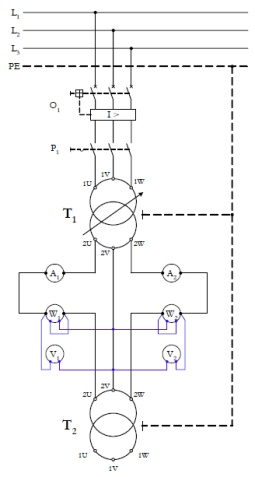 L1
L2
L3
PE
O1
I >
P1
1U 1V 1W
T1
2U 2V 2W
A1 A2
W1 W2
V1 V2
2U 2V 2W
T2
1U 1V 1W